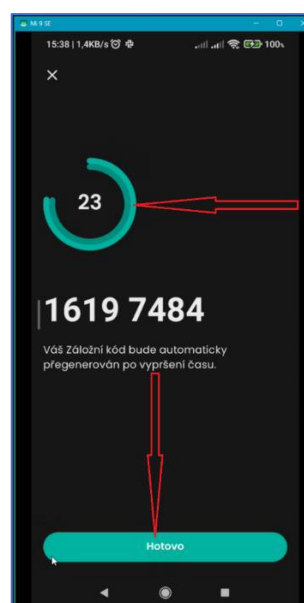 Mi 9 SE
15:38 | 1,4KB/s
100%
23
1619 7484
Váš Záložní kód bude automaticky
přegenerován po vypršení času.
Hotovo